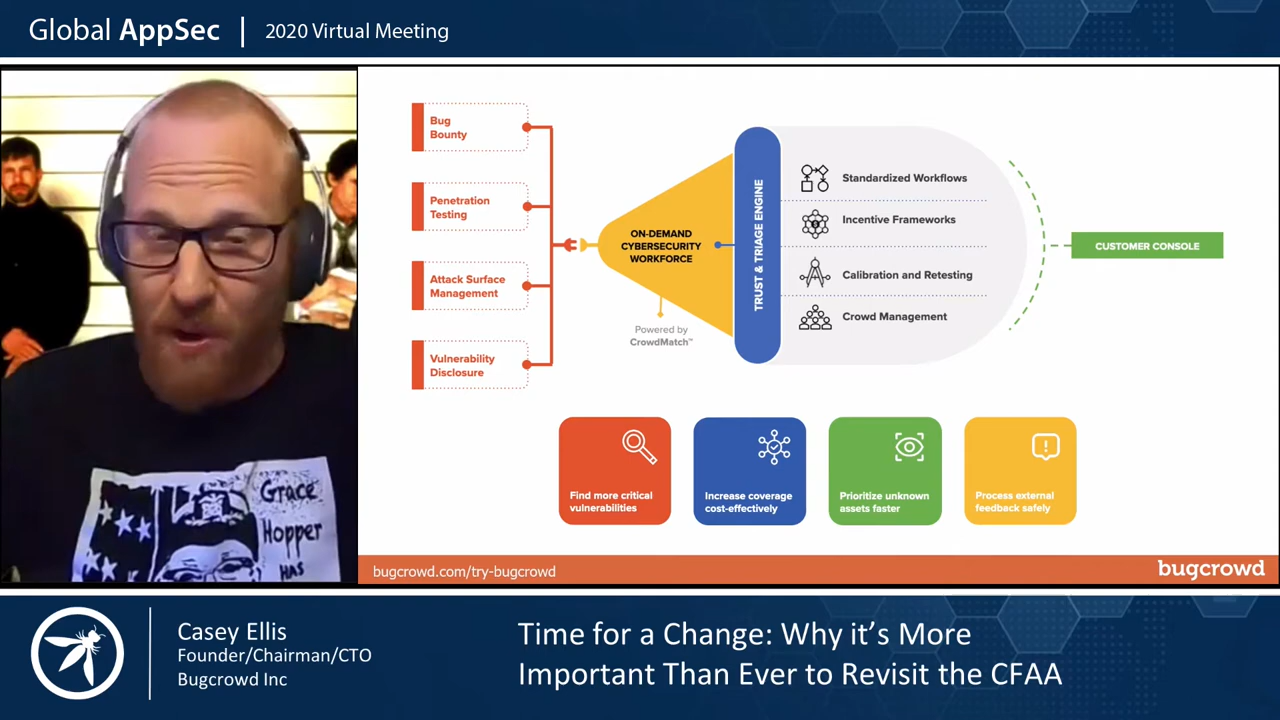 Global AppSec | 2020 Virtual Meeting
Bug
Bounty
Penetration
Testing
Attack Surface
Management
Vulnerability
Disclosure
ON-DEMAND
CYBERSECURITY
WORKFORCE
Powered by
CrowdMatch™
TRUST & TRIAGE ENGINE
Standardized Workflows
Incentive Frameworks
Calibration and Retesting
Crowd Management
CUSTOMER CONSOLE
Find more critical
vulnerabilities
Increase coverage
cost-effectively
Prioritize unknown
assets faster
Process external
feedback safely
Grace
Hopper
HAS
bugcrowd.com/try-bugcrowd
bugcrowd
Casey Ellis
Founder/Chairman/CTO
Bugcrowd Inc
Time for a Change: Why it's More
Important Than Ever to Revisit the CFAA